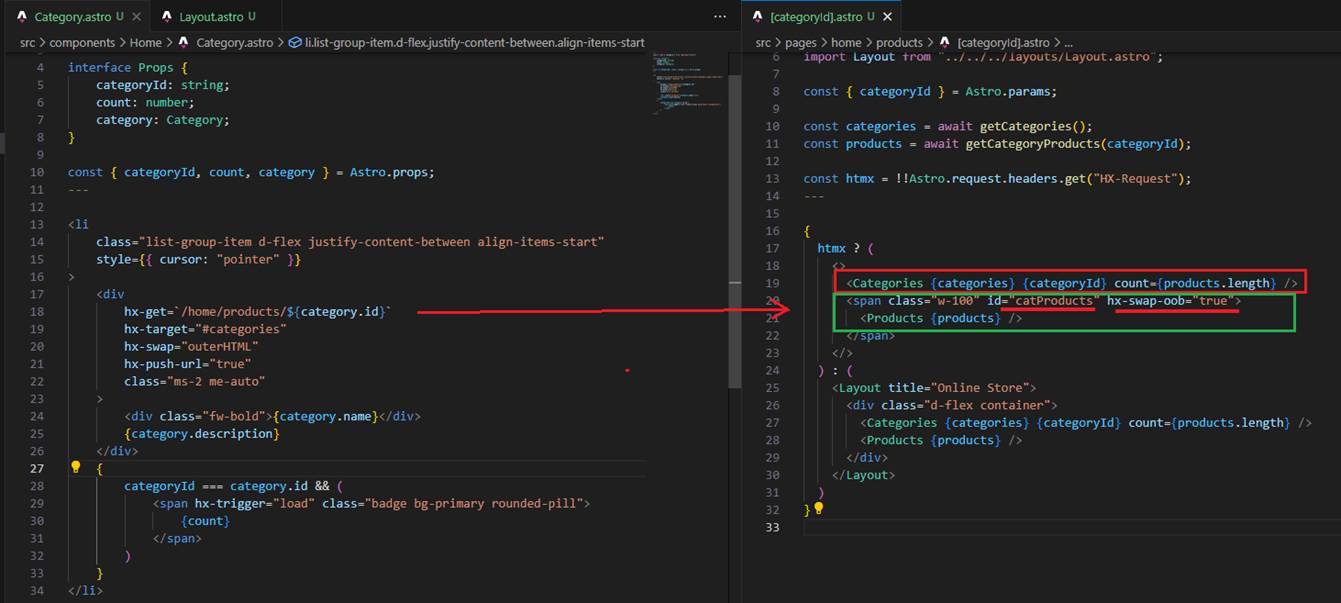 Category.astro U
Layout.astro U
src > components > Home > Category.astro > li.list-group-item.d-flex.justify-content-between.align-items-start
4 interface Props {
5 categoryId: string;
6 count: number;
7 category: Category;
8 }
9
10 const { categoryId, count, category } = Astro.props;
11 ---
12
13 <li
14 class="list-group-item d-flex justify-content-between align-items-start"
15 style={{ cursor: "pointer" }}
16 >
17 <div
18 hx-get=`/home/products/${category.id}`
19 hx-target="#categories"
20 hx-swap="outerHTML"
21 hx-push-url="true"
22 class="ms-2 me-auto"
23 >
24 <div class="fw-bold">{category.name}</div>
25 {category.description}
26 </div>
27 {
28 categoryId === category.id && (
29 <span hx-trigger="load" class="badge bg-primary rounded-pill">
30 {count}
31 </span>
32 )
33 }
34 </li>
[categoryId].astro U
src > pages > home > products > [categoryId].astro > ...
6 import Layout from "../../../layouts/Layout.astro";
7
8 const { categoryId } = Astro.params;
9
10 const categories = await getCategories();
11 const products = await getCategoryProducts(categoryId);
12
13 const htmx = !!Astro.request.headers.get("HX-Request");
14 ---
15
16 {
17 htmx ? (
18 <>
19 <Categories {categories} {categoryId} count={products.length} />
20 <span class="w-100" id="catProducts" hx-swap-oob="true">
21 <Products {products} />
22 </span>
23 </>
24 ) : (
25 <Layout title="Online Store">
26 <div class="d-flex container">
27 <Categories {categories} {categoryId} count={products.length} />
28 <Products {products} />
29 </div>
30 </Layout>
31 )
32 }
33